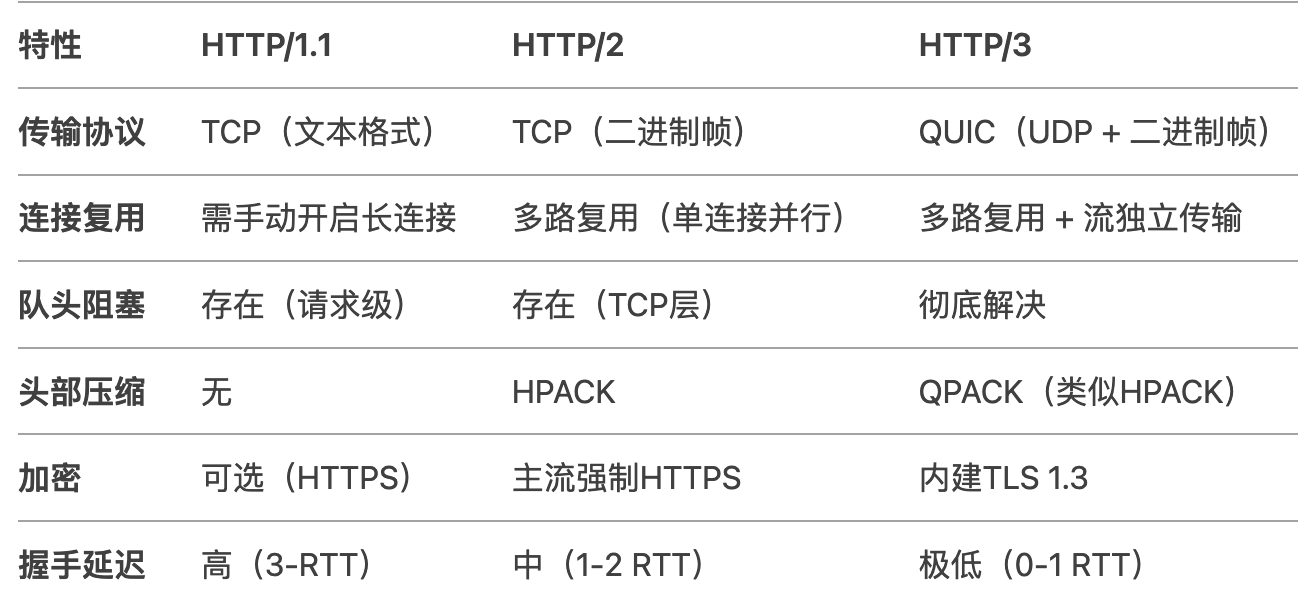 特性 HTTP/1.1 HTTP/2 HTTP/3
传输协议 TCP（文本格式） TCP（二进制帧） QUIC（UDP + 二进制帧）
连接复用 需手动开启长连接 多路复用（单连接并行） 多路复用 + 流独立传输
队头阻塞 存在（请求级） 存在（TCP层） 彻底解决
头部压缩 无 HPACK QPACK（类似HPACK）
加密 可选（HTTPS） 主流强制HTTPS 内建TLS 1.3
握手延迟 高（3-RTT） 中（1-2 RTT） 极低（0-1 RTT）